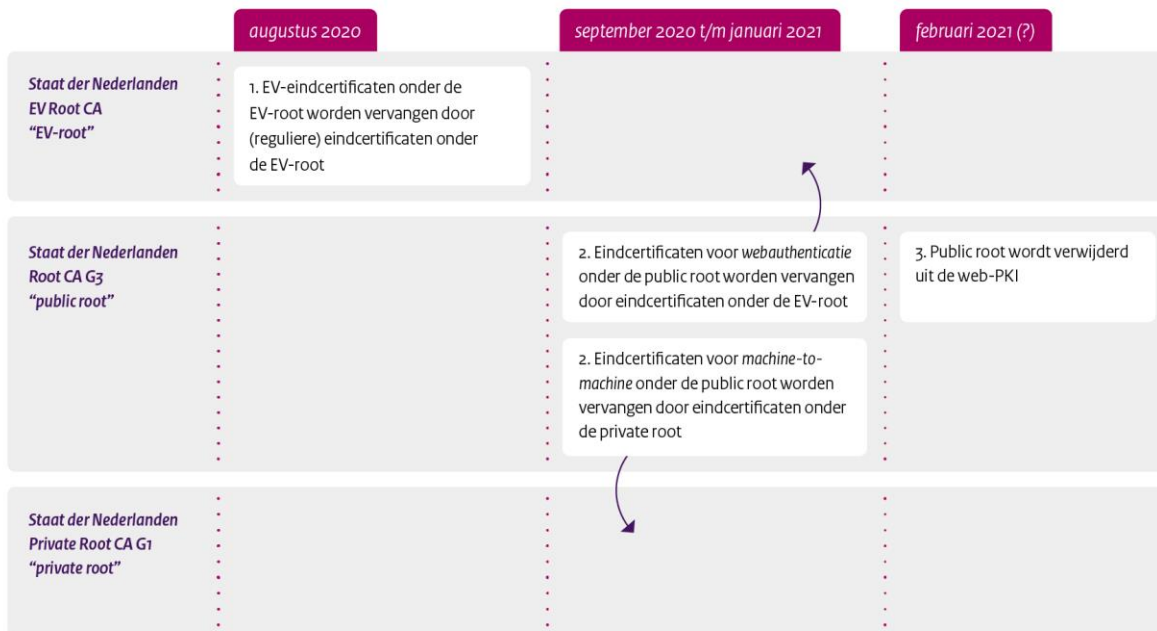 augustus 2020
september 2020 t/m januari 2021
februari 2021 (?)
Staat der Nederlanden
EV Root CA
“EV-root”
1. EV-eindcertificaten onder de
EV-root worden vervangen door
(reguliere) eindcertificaten onder
de EV-root
Staat der Nederlanden
Root CA G3
“public root”
2. Eindcertificaten voor webauthenticatie
onder de public root worden vervangen
door eindcertificaten onder de EV-root
2. Eindcertificaten voor machine-to-
machine onder de public root worden
vervangen door eindcertificaten onder
de private root
3. Public root wordt verwijderd
uit de web-PKI
Staat der Nederlanden
Private Root CA G1
“private root”